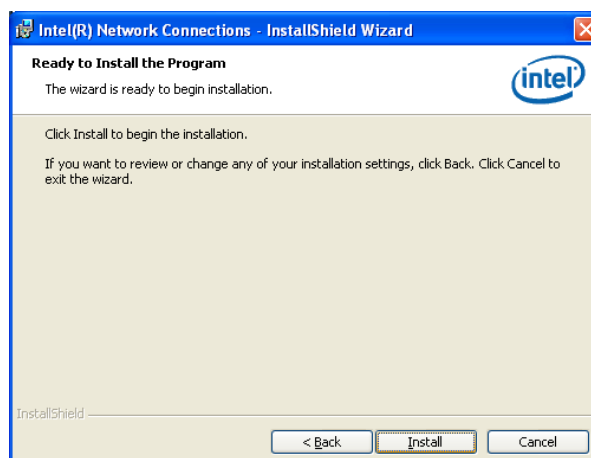 Intel(R) Network Connections - InstallShield Wizard
Ready to Install the Program
The wizard is ready to begin installation.
intel
Click Install to begin the installation.
If you want to review or change any of your installation settings, click Back. Click Cancel to
exit the wizard.
InstallShield
< Back
Install
Cancel